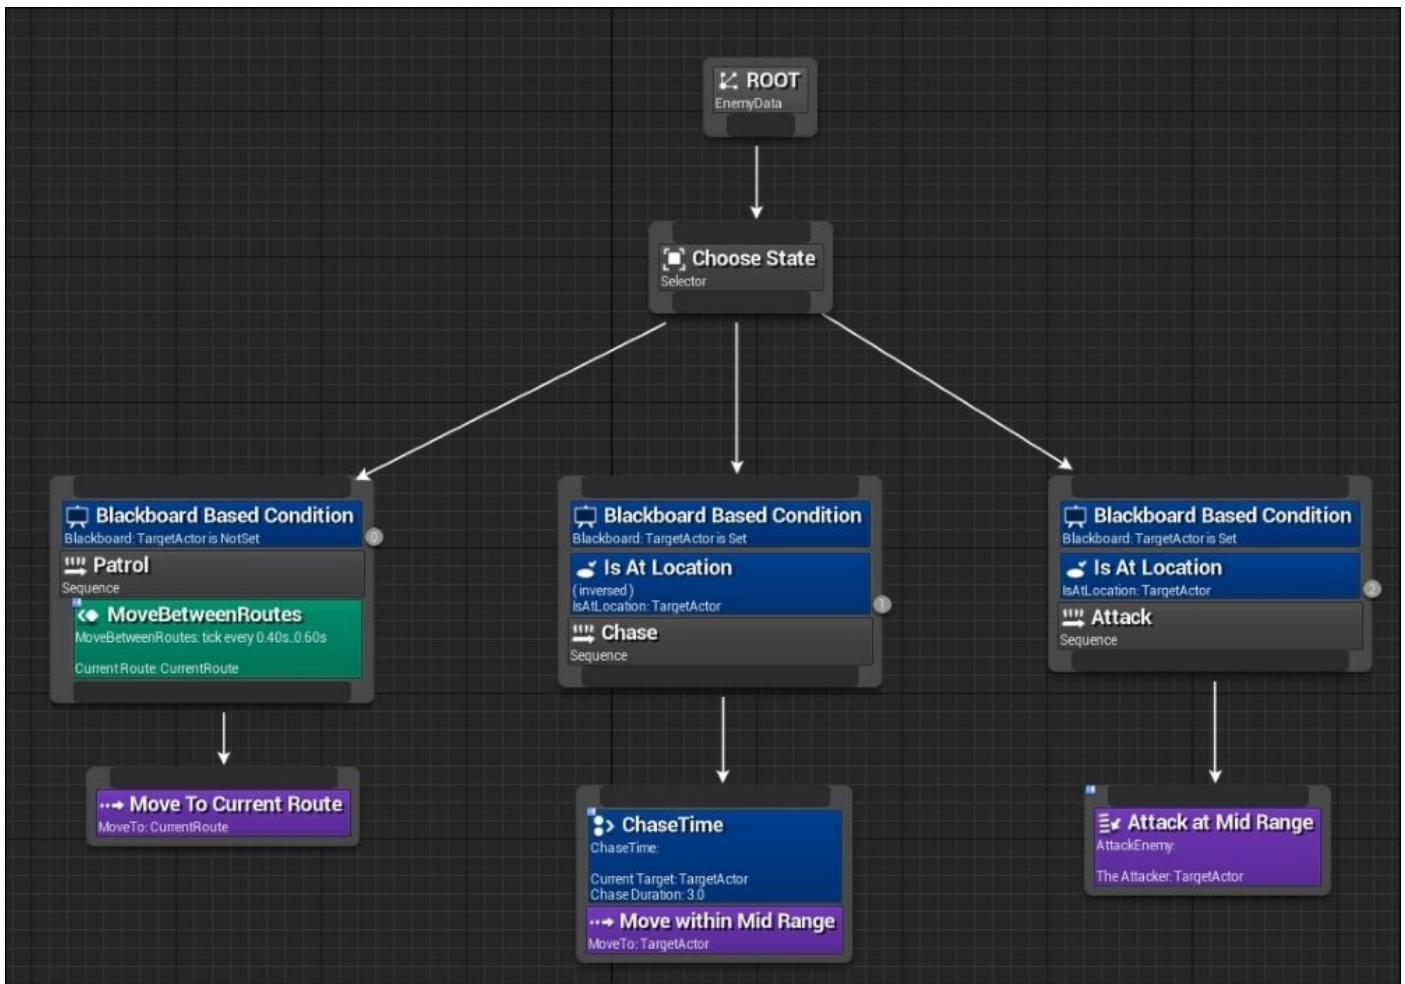 ROOT
EnemyData
Choose State
Selector
Blackboard Based Condition
Blackboard: TargetActor is NotSet
0
Patrol
Sequence
MoveBetweenRoutes
MoveBetweenRoutes: tick every 0.40s..0.60s
Current Route: CurrentRoute
Move To Current Route
MoveTo: CurrentRoute
Blackboard Based Condition
Blackboard: TargetActor is Set
Is At Location
( inversed )
IsAtLocation: TargetActor
1
Chase
Sequence
ChaseTime
ChaseTime:
Current Target: TargetActor
Chase Duration: 3.0
Move within Mid Range
MoveTo: TargetActor
Blackboard Based Condition
Blackboard: TargetActor is Set
Is At Location
IsAtLocation: TargetActor
2
Attack
Sequence
Attack at Mid Range
AttackEnemy:
The Attacker: TargetActor